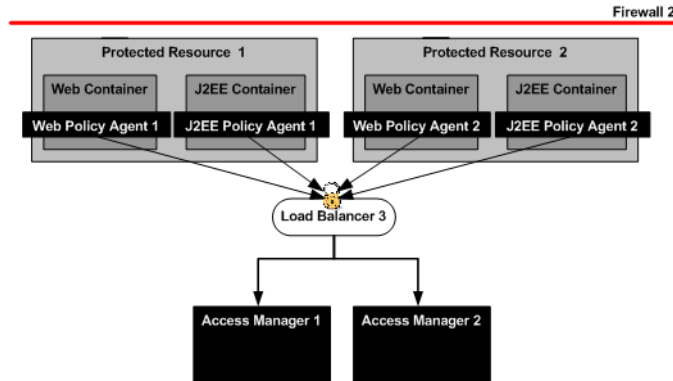 Firewall 2
Protected Resource 1
Protected Resource 2
Web Container
J2EE Container
Web Container
J2EE Container
Web Policy Agent 1
J2EE Policy Agent 1
Web Policy Agent 2
J2EE Policy Agent 2
Load Balancer 3
Access Manager 1
Access Manager 2